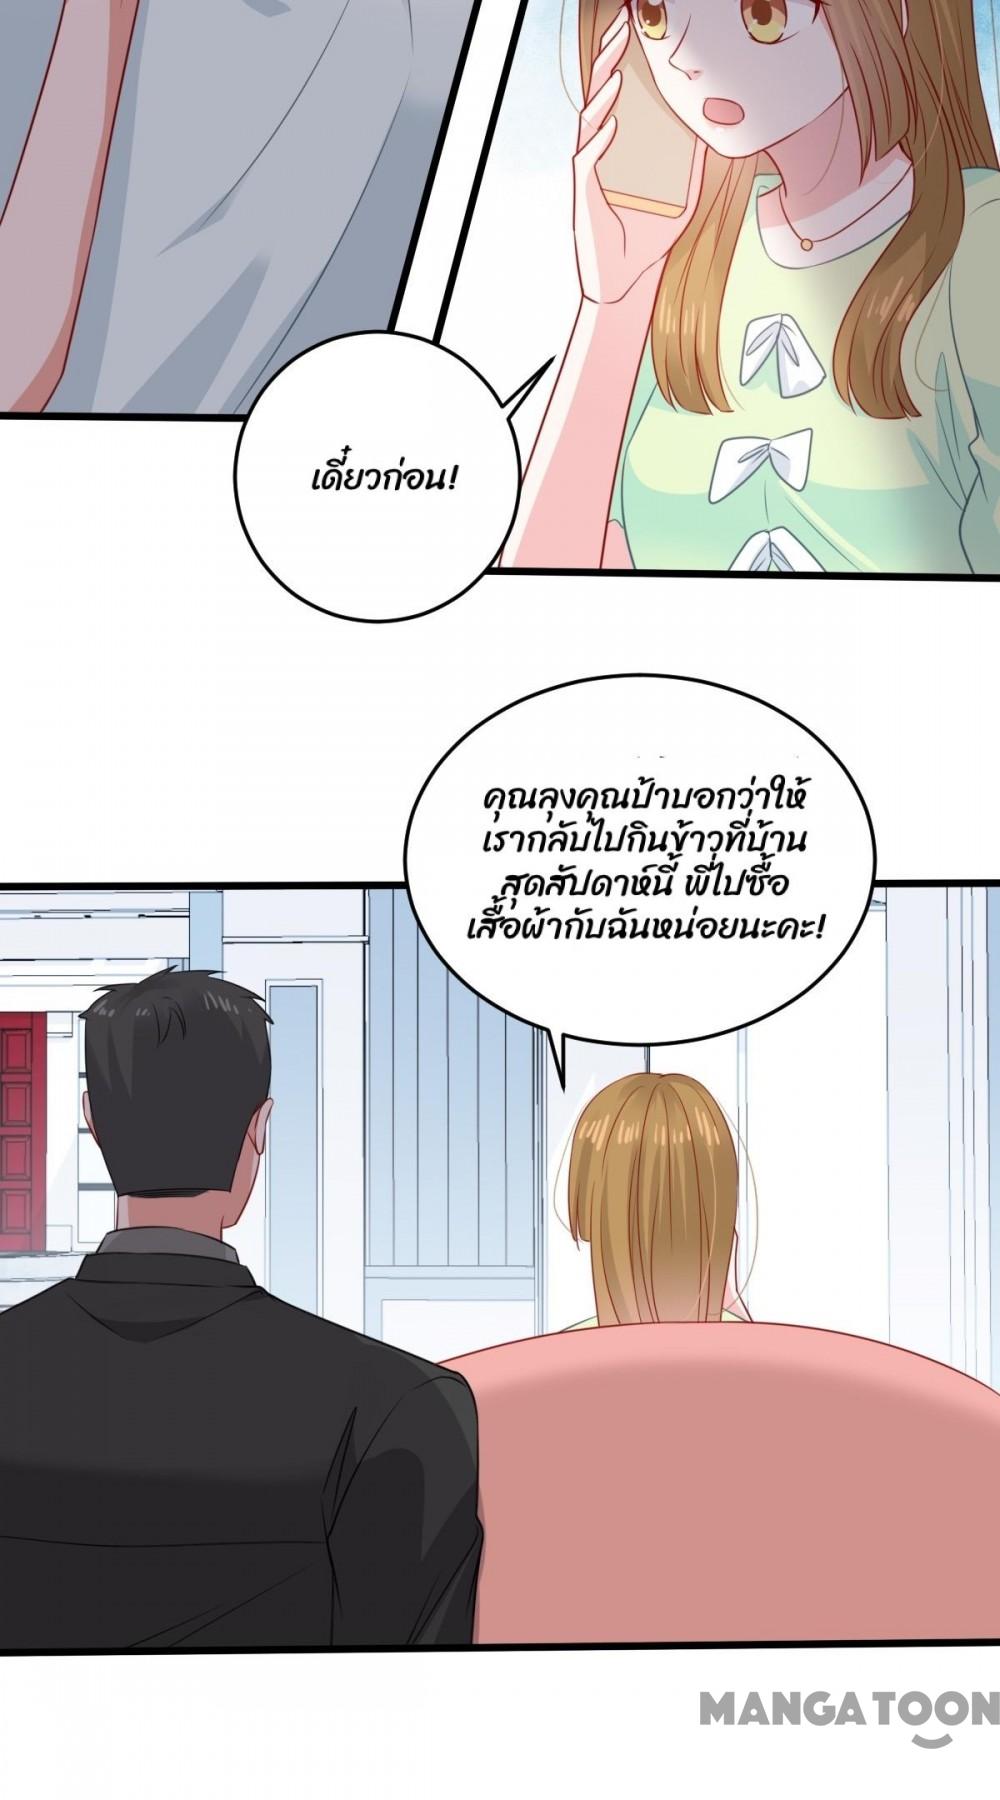 เดี๋ยวก่อน!
คุณลุงคุณป้าบอกว่าให้
เรากลับไปกินข้าวที่บ้าน
สุดสัปดาห์นี้ พี่ไปซื้อ
เสื้อผ้ากับฉันหน่อยนะคะ!
MANGATOON